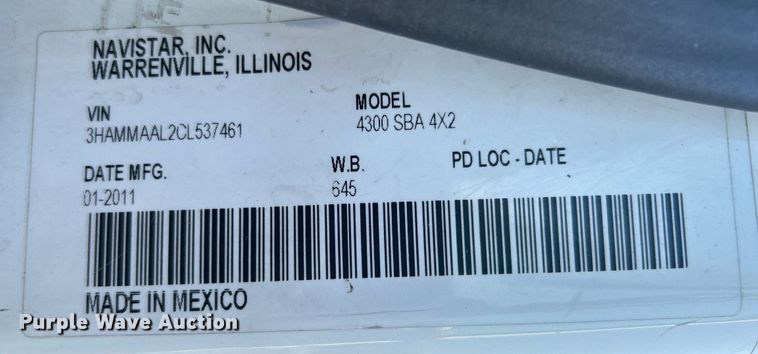 NAVISTAR, INC.
WARRENVILLE, ILLINOIS
VIN
3HAMMAAL2CL537461
MODEL
4300 SBA 4X2
DATE MFG.
01-2011
W.B.
645
PD LOC - DATE
MADE IN MEXICO
Purple Wave Auction